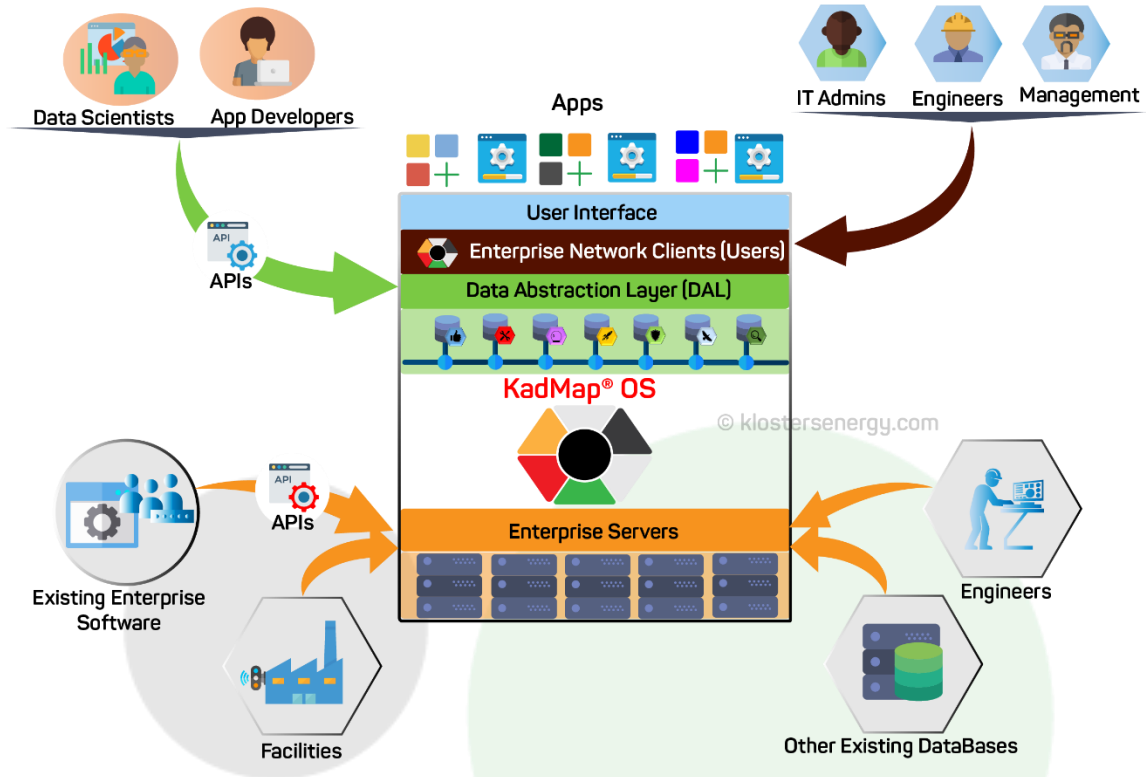 Data Scientists
App Developers
IT Admins
Engineers
Management
Apps
User Interface
Enterprise Network Clients (Users)
Data Abstraction Layer (DAL)
API
APIs
KadMap® OS
© klostersenergy.com
API
APIs
Enterprise Servers
Existing Enterprise
Software
Engineers
Facilities
Other Existing DataBases